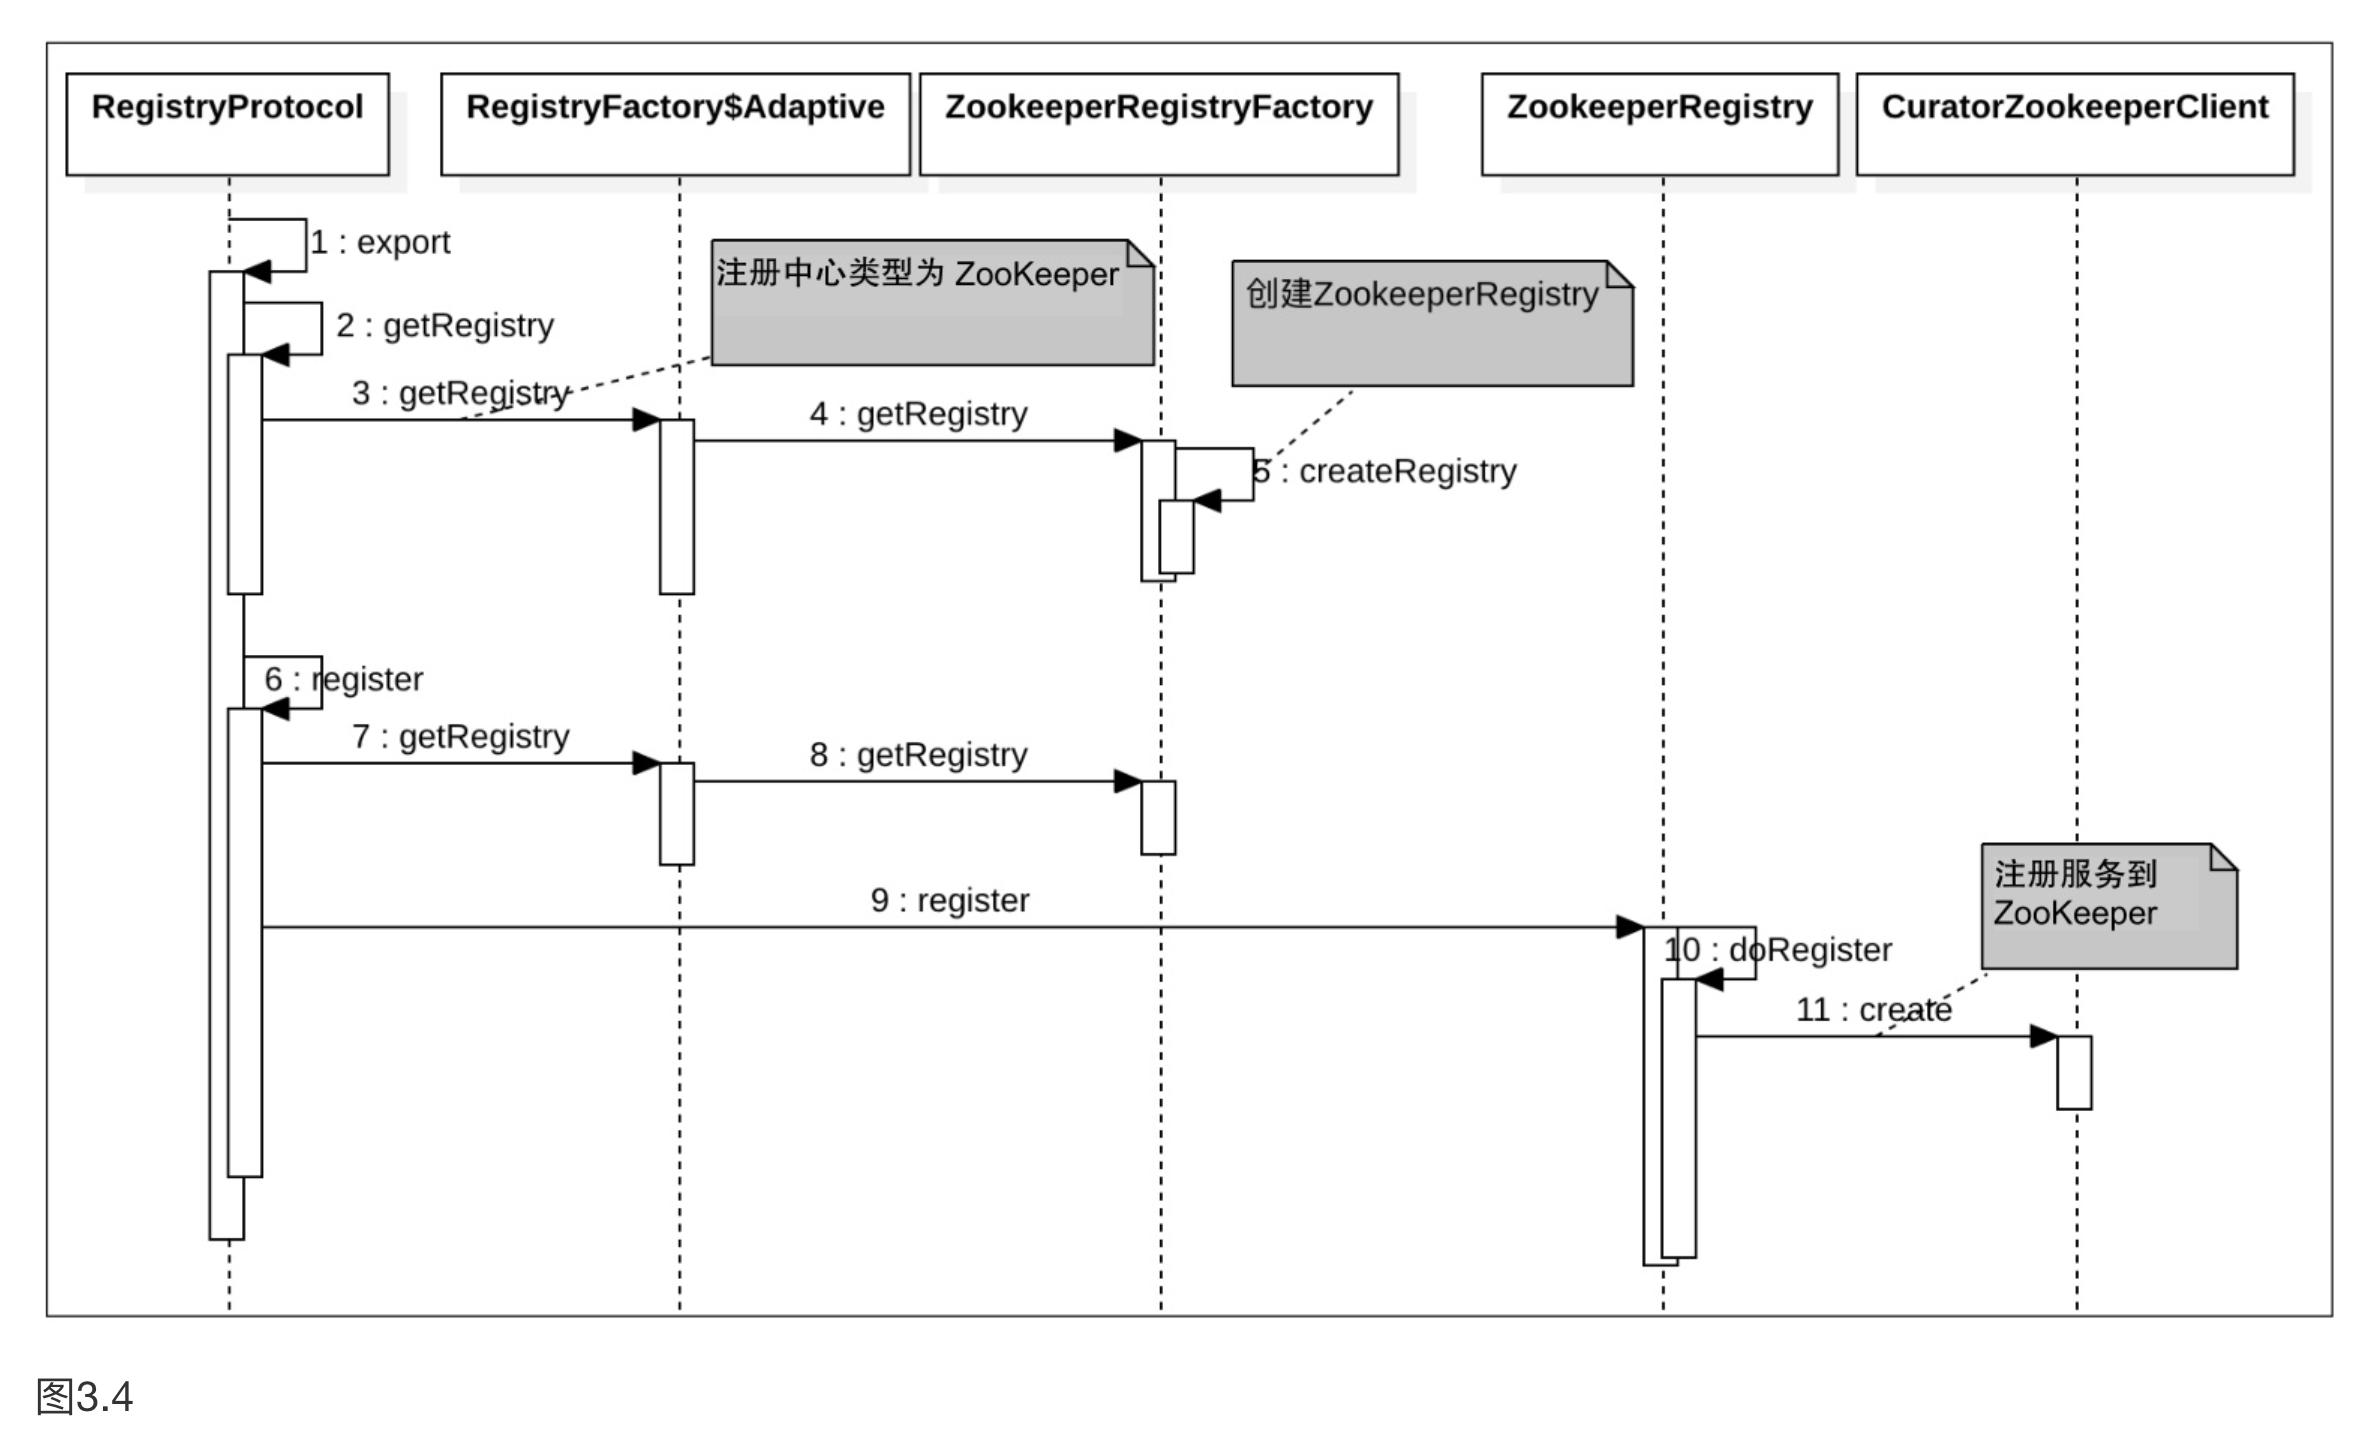 RegistryProtocol
RegistryFactory$Adaptive
ZookeeperRegistryFactory
ZookeeperRegistry
CuratorZookeeperClient
1 : export
注册中心类型为 ZooKeeper
创建ZookeeperRegistry
2 : getRegistry
3 : getRegistry
4 : getRegistry
5 : createRegistry
6 : register
7 : getRegistry
8 : getRegistry
注册服务到
ZooKeeper
9 : register
10 : doRegister
11 : create
图3.4